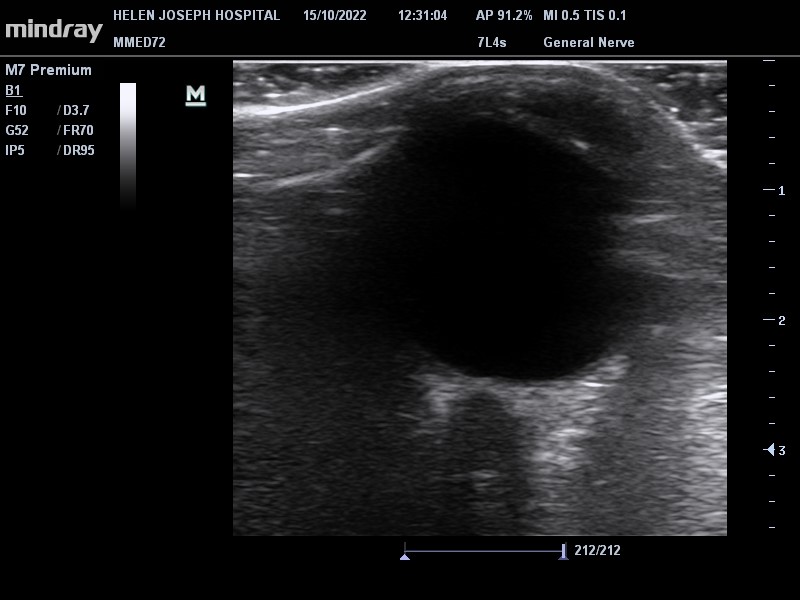 mindray
HELEN JOSEPH HOSPITAL 15/10/2022 12:31:04 AP 91.2% MI 0.5 TIS 0.1
MMED72 7L4s General Nerve
M7 Premium
B1
F10 / D3.7
G52 / FR70
IP5 / DR95
M
1
2
3
212/212